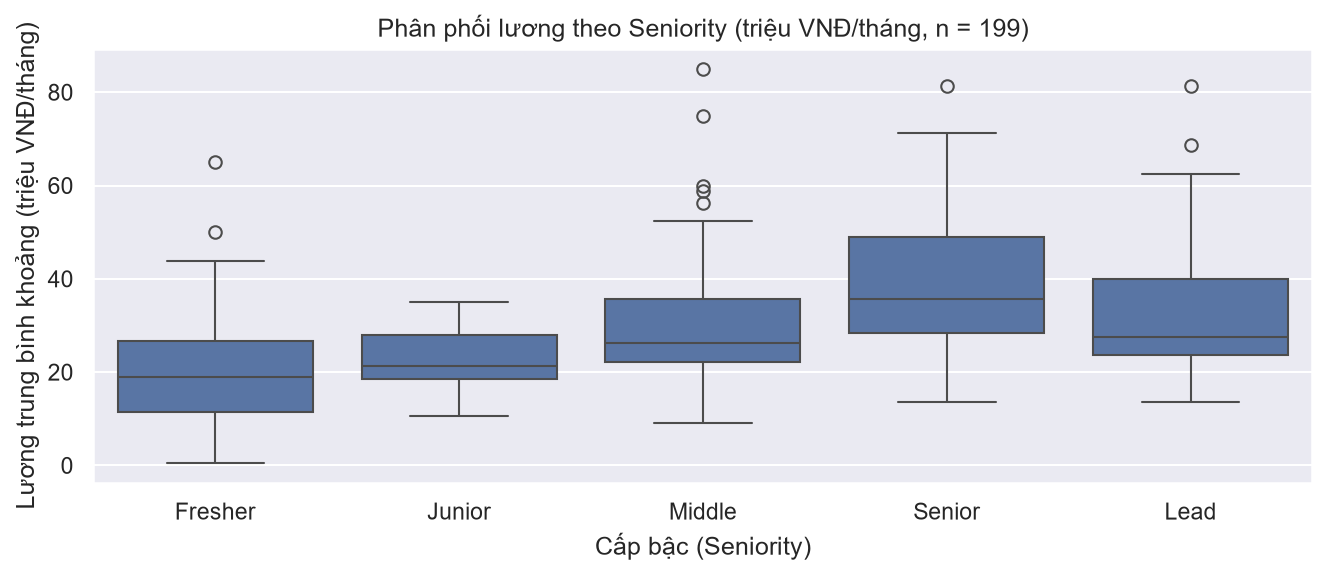 Phân phối lương theo Seniority (triệu VNĐ/tháng, n = 199)
Lương trung bình khoảng (triệu VNĐ/tháng)
80
60
40
20
0
Fresher Junior Middle Senior Lead
Cấp bậc (Seniority)